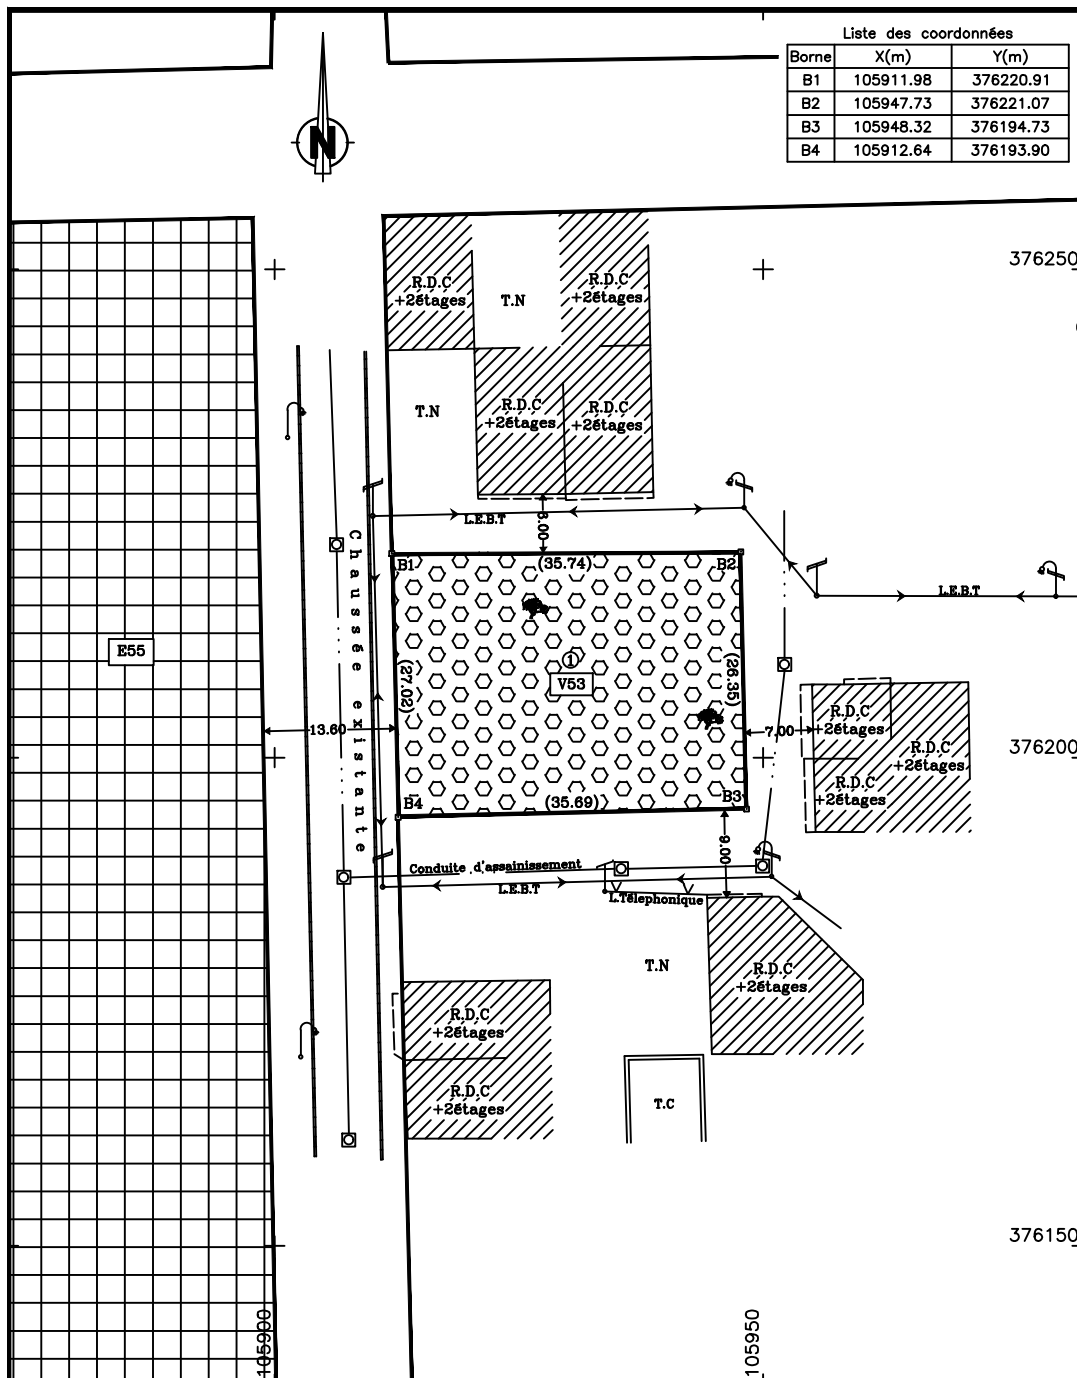 Liste des coordonnées
Borne X(m) Y(m)
B1 105911.98 376220.91
B2 105947.73 376221.07
B3 105948.32 376194.73
B4 105912.64 376193.90
N
376250
R.D.C
+2étages
T.N
R.D.C
+2étages
T.N
R.D.C
+2étages
R.D.C
+2étages
L.E.B.T
8.00
Chaussée existante
B1
(35.74)
B2
L.E.B.T
E55
(27.02)
1
V53
(26.35)
13.60
7.00
R.D.C
+2étages
R.D.C
+2étages
R.D.C
+2étages
376200
B4
(35.69)
B3
9.00
Conduite d'assainissement
L.E.B.T
L.Télephonique
T.N
R.D.C
+2étages
R.D.C
+2étages
R.D.C
+2étages
T.C
376150
105900
105950